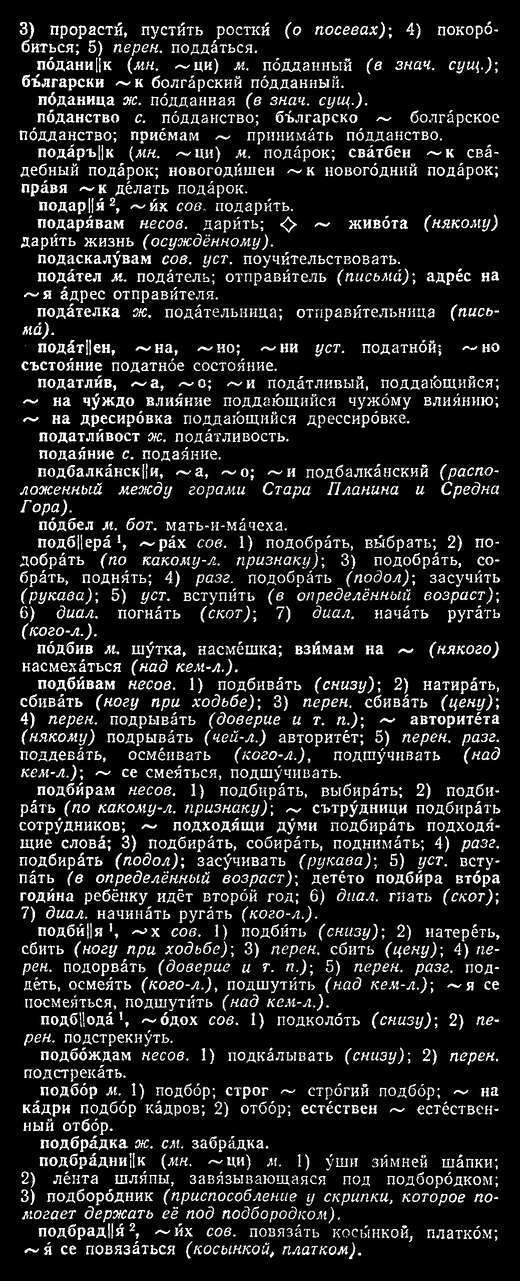 3) прорасти́, пусти́ть ростки́ (о посевах); 4) покоро́-
биться; 5) перен. подда́ться.
по́дани||к (мн. ~ци) м. по́дданный (в знач. сущ.);
бъ́лгарски ~к болга́рский по́дданный.
по́даница ж. по́дданная (в знач. сущ.).
по́данство с. по́дданство; бъ́лгарско ~ болга́рское
по́дданство; прие́мам ~ принима́ть по́дданство.
пода́ръ||к (мн. ~ци) м. пода́рок; сва́тбен ~к сва́-
дебный пода́рок; новогоди́шен ~к нового́дний пода́рок;
пра́вя ~к де́лать пода́рок.
подар||я́ ², ~и́х сов. подари́ть.
подаря́вам несов. дари́ть; ◇ ~ живо́та (някому)
дари́ть жизнь (осуждённому).
подаскалу́вам сов. уст. поучи́тельствовать.
пода́тел м. пода́тель; отправи́тель (письма́); адре́с на
~я а́дрес отправи́теля.
пода́телка ж. пода́тельница; отправи́тельница (пись-
ма́).
пода́т||ен, ~на, ~но; ~ни уст. податно́й; ~но
състоя́ние податно́е состоя́ние.
податли́в, ~а, ~о; ~и пода́тливый, поддаю́щийся;
~ на чу́ждо влия́ние поддаю́щийся чужо́му влия́нию;
~ на дресиро́вка поддаю́щийся дрессиро́вке.
податли́вост ж. пода́тливость.
подая́ние с. подая́ние.
подбалка́нск||и, ~а, ~о; ~и подбалка́нский (распо-
ложенный между горами Стара Планина и Средна
Гора).
по́дбел м. бот. мать-и-ма́чеха.
подб||ера́ ¹, ~ра́х сов. 1) подобра́ть, вы́брать; 2) по-
добра́ть (по какому-л. признаку); 3) подобра́ть, со-
бра́ть, подня́ть; 4) разг. подобра́ть (подол); засучи́ть
(рукава); 5) уст. вступи́ть (в определённый возраст);
6) диал. погна́ть (скот); 7) диал. нача́ть руга́ть
(кого-л.).
по́дбив м. шу́тка, насме́шка; взи́мам на ~ (някого)
насмеха́ться (над кем-л.).
подби́вам несов. 1) подбива́ть (снизу); 2) натира́ть,
сбива́ть (ногу при ходьбе); 3) перен. сбива́ть (цену);
4) перен. подрыва́ть (доверие и т. п.); ~ авторите́та
(някому) подрыва́ть (чей-л.) авторите́т; 5) перен. разг.
поддева́ть, осме́ивать (кого-л.), подшу́чивать (над
кем-л.); ~ се смея́ться, подшу́чивать.
подби́рам несов. 1) подбира́ть, выбира́ть; 2) подби-
ра́ть (по какому-л. признаку); ~ сътру́дници подбира́ть
сотру́дников; ~ подходя́щи ду́ми подбира́ть подходя́-
щие слова́; 3) подбира́ть, собира́ть, поднима́ть; 4) разг.
подбира́ть (подол); засу́чивать (рукава); 5) уст. всту-
па́ть (в определённый возраст); дете́то подби́ра вто́ра
годи́на ребёнку идёт второ́й год; 6) диал. гнать (скот);
7) диал. начина́ть руга́ть (кого-л.).
подби́||я ¹, ~х сов. 1) подби́ть (снизу); 2) натере́ть,
сбить (ногу при ходьбе); 3) перен. сбить (цену); 4) пе-
рен. подорва́ть (доверие и т. п.); 5) перен. разг. под-
де́ть, осмея́ть (кого-л.), подшути́ть (над кем-л.); ~я се
посмея́ться, подшути́ть (над кем-л.).
подб||ода́ ¹, ~о́дох сов. 1) подколо́ть (снизу); 2) пе-
рен. подстрекну́ть.
подбо́ждам несов. 1) подка́лывать (снизу); 2) перен.
подстрека́ть.
подбо́р м. 1) подбо́р; строг ~ стро́гий подбо́р; ~ на
ка́дри подбо́р ка́дров; 2) отбо́р; есте́ствен ~ есте́ствен-
ный отбо́р.
подбра́дка ж. см. забра́дка.
подбра́дни||к (мн. ~ци) м. 1) у́ши зи́мней ша́пки;
2) ле́нта шля́пы, завя́зывающаяся под подборо́дком;
3) подборо́дник (приспособление у скрипки, которое по-
могает держать её под подбородком).
подбрад||я́ ², ~и́х сов. повяза́ть косы́нкой, платко́м;
~я́ се повяза́ться (косынкой, платком).